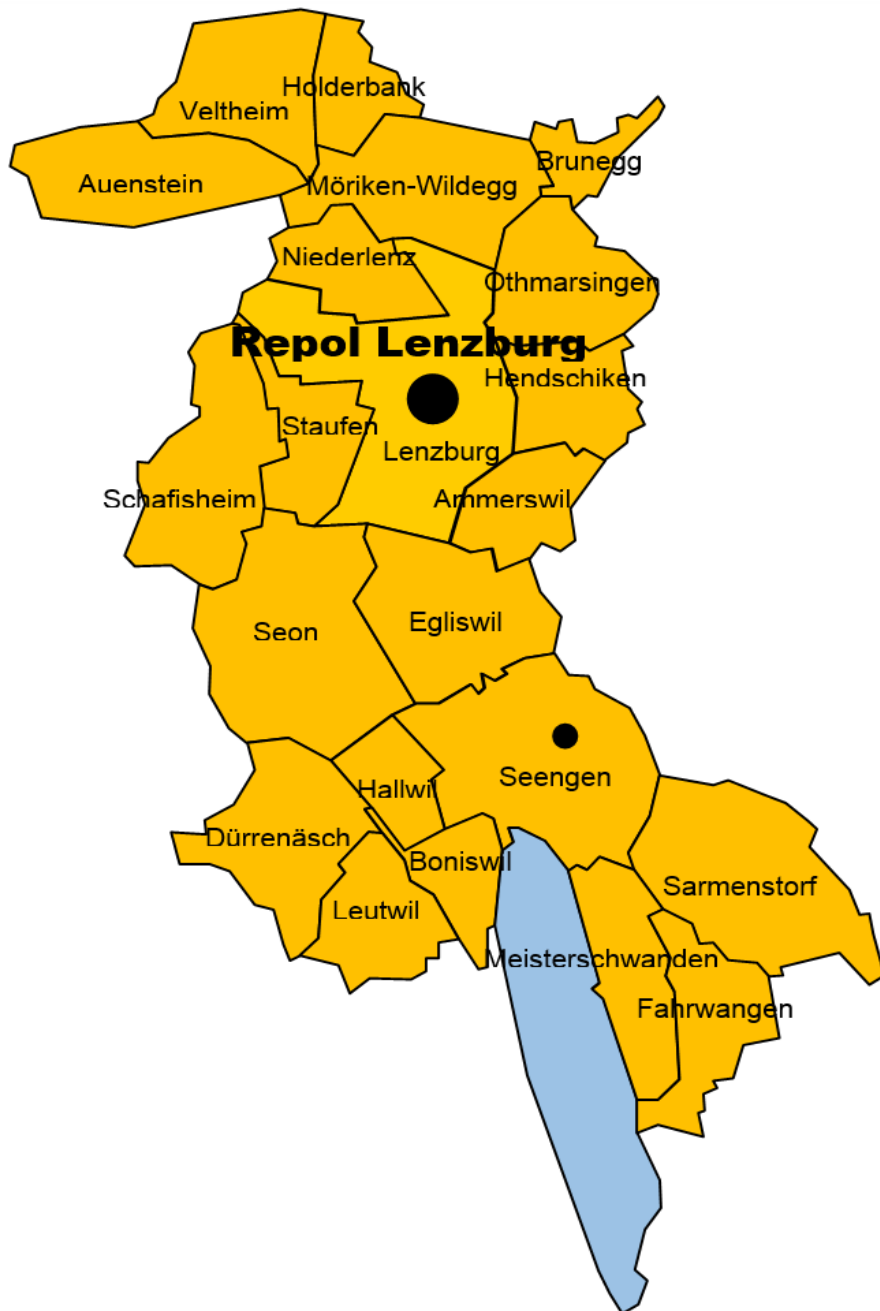 Holderbank
Veltheim
Brunegg
Auenstein
Möriken-Wildegg
Niederlenz
Othmarsingen
Repol Lenzburg
Hendschiken
Staufen
Lenzburg
Schafisheim
Ammerswil
Seon
Egliswil
Seengen
Hallwil
Dürrenäsch
Boniswil
Sarmenstorf
Leutwil
Meisterschwanden
Fahrwangen